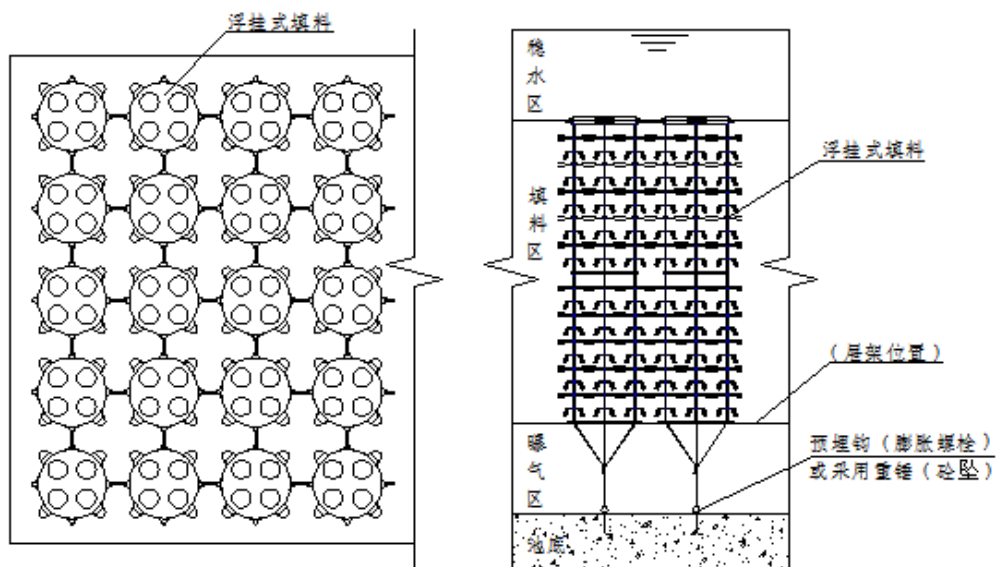 浮挂式填料
稳水区
浮挂式填料
填料区
(层架位置)
曝气区
预埋钩(膨胀螺栓)
或采用重锤(砼坠)
池底